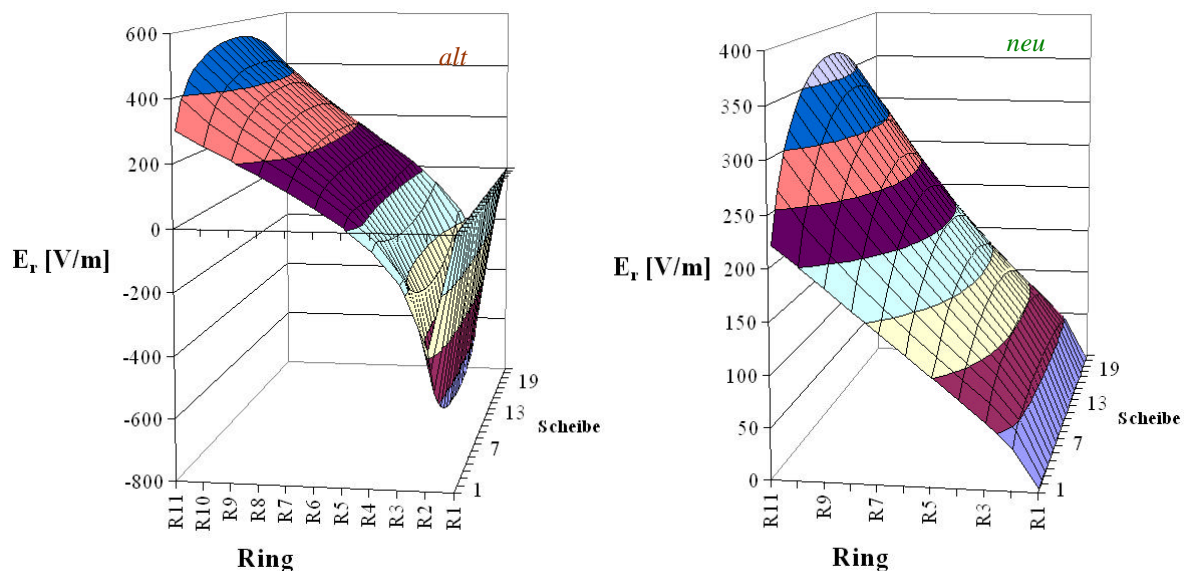 alt
600
400
200
0
-200
-400
-600
-800
E_r [V/m]
R11
R10
R9
R8
R7
R6
R5
R4
R3
R2
R1
Ring
1
7
13
19
Scheibe
neu
400
350
300
250
200
150
100
50
0
E_r [V/m]
R11
R9
R7
R5
R3
R1
Ring
1
7
13
19
Scheibe